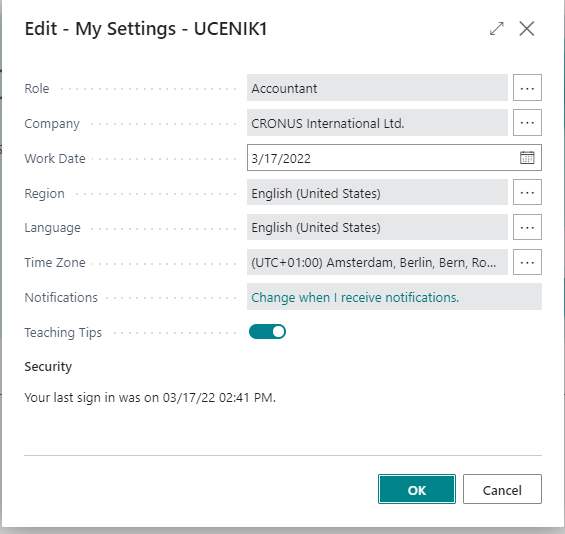 Edit - My Settings - UCENIK1
Role Accountant ...
Company CRONUS International Ltd. ...
Work Date 3/17/2022
Region English (United States) ...
Language English (United States) ...
Time Zone (UTC+01:00) Amsterdam, Berlin, Bern, Ro... ...
Notifications Change when I receive notifications.
Teaching Tips
Security
Your last sign in was on 03/17/22 02:41 PM.
OK Cancel